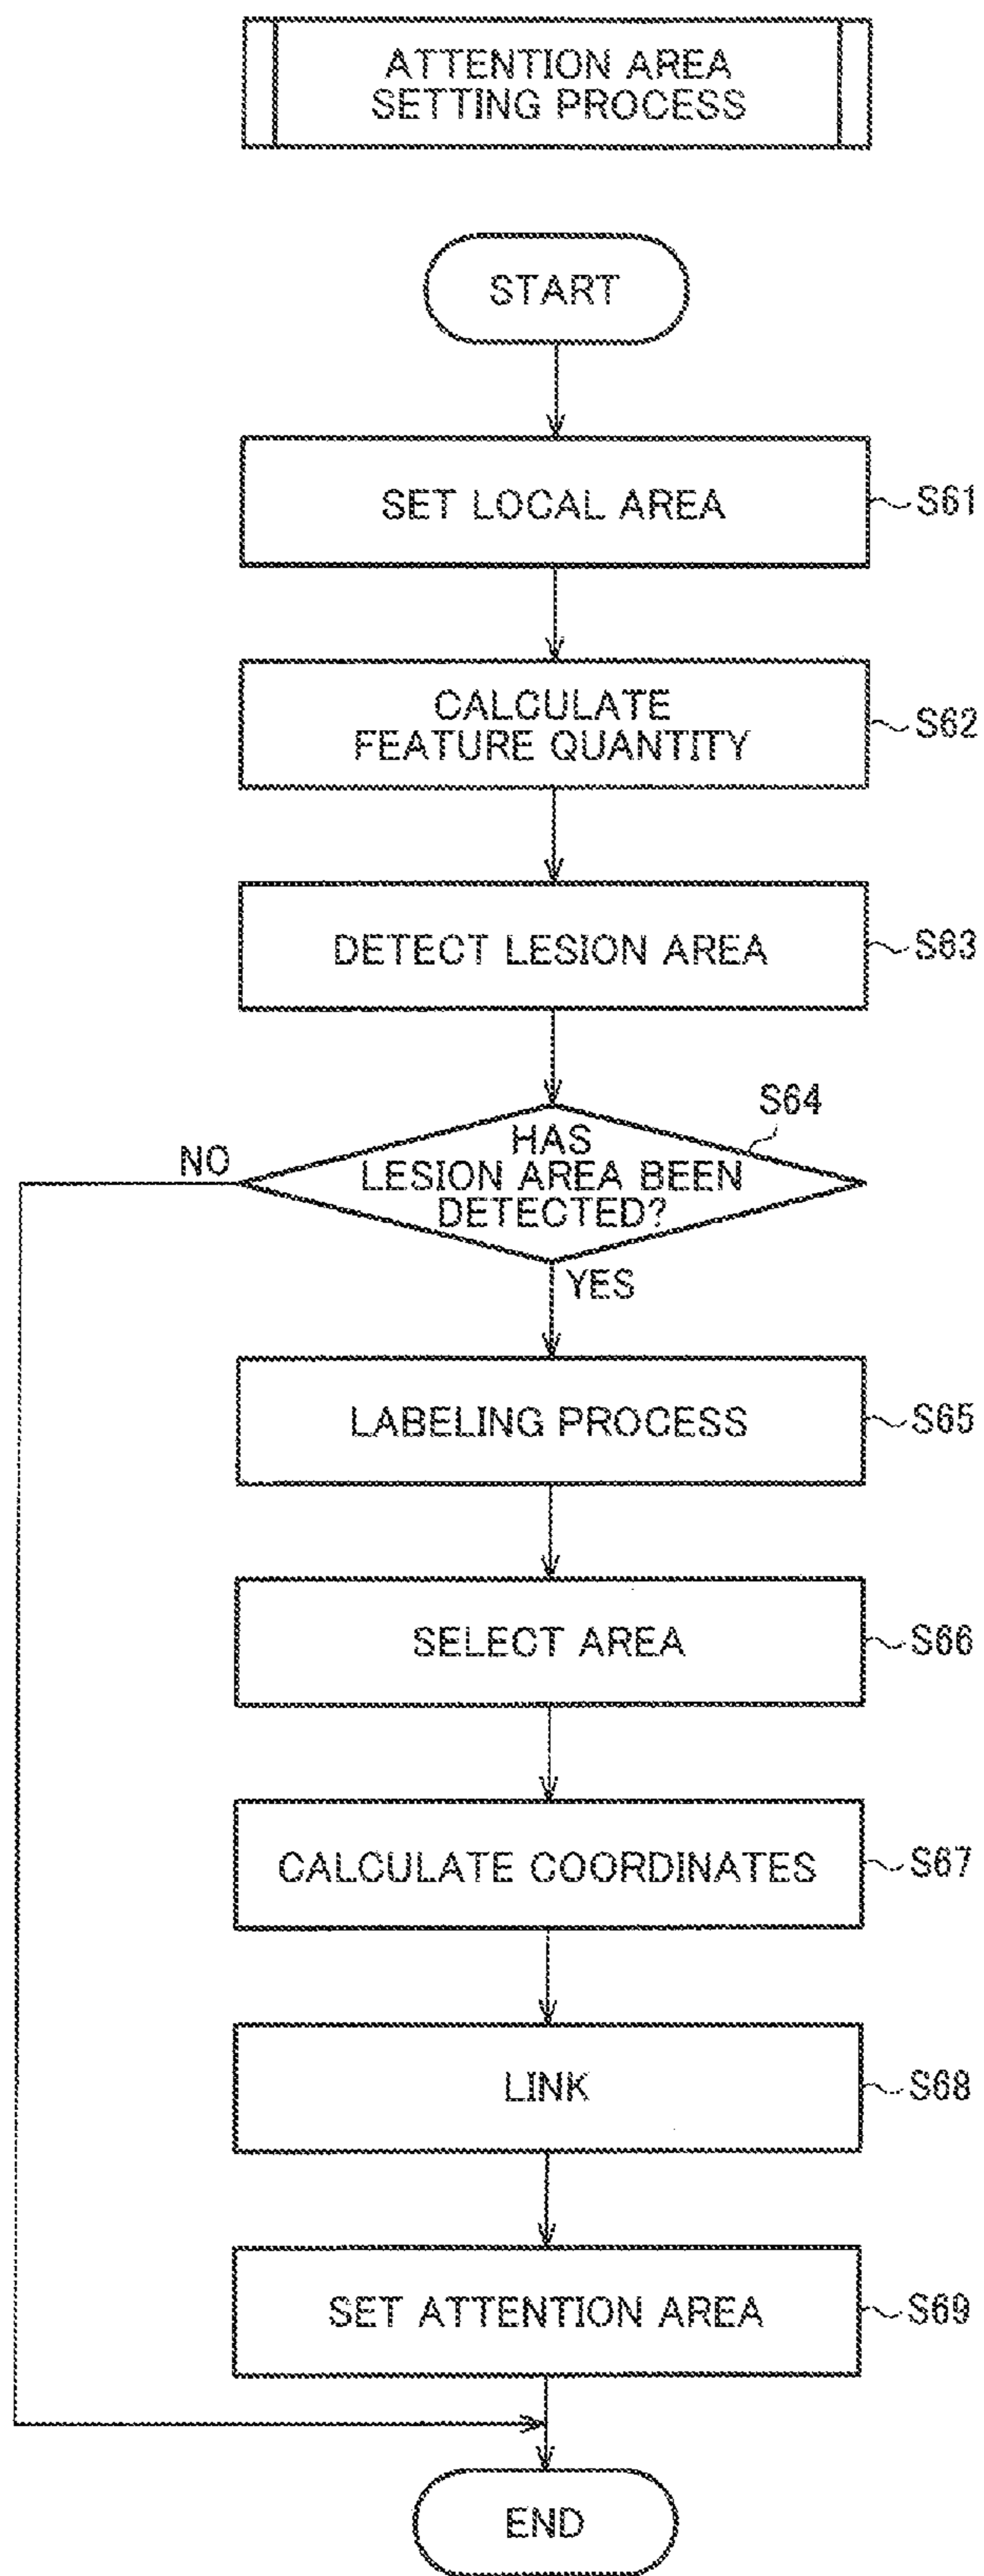 ATTENTION AREA
SETTING PROCESS
START
SET LOCAL AREA
S61
CALCULATE
FEATURE QUANTITY
S62
DETECT LESION AREA
S63
S64
HAS
LESION AREA BEEN
DETECTED?
NO
YES
LABELING PROCESS
S65
SELECT AREA
S66
CALCULATE COORDINATES
S67
LINK
S68
SET ATTENTION AREA
S69
END